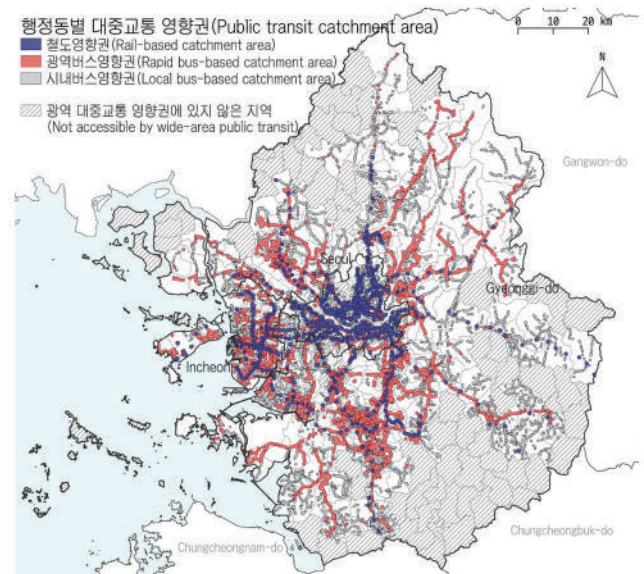 행정동별 대중교통 영향권(Public transit catchment area)
철도영향권(Rail-based catchment area)
광역버스영향권(Rapid bus-based catchment area)
시내버스영향권(Local bus-based catchment area)
광역 대중교통 영향권에 있지 않은 지역
(Not accessible by wide-area public transit)
0 10 20 km
N
Gangwon-do
Seoul
Gyeonggi-do
Incheon
Chungcheongbuk-do
Chungcheongnam-do